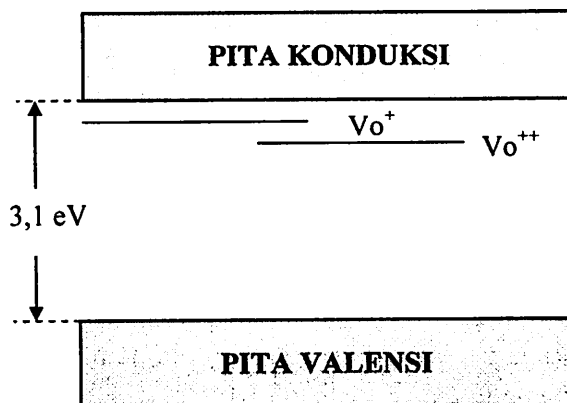 PITA KONDUKSI
Vo⁺
Vo⁺⁺
3,1 eV
PITA VALENSI